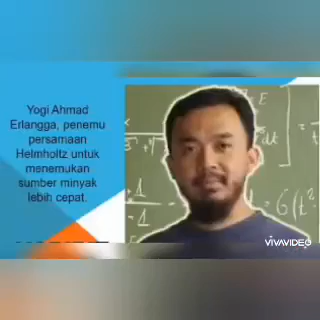 Yogi Ahmad
Erlangga, penemu
persamaan
Helmholtz untuk
menemukan
sumber minyak
lebih cepat.
VIVAVIDEO